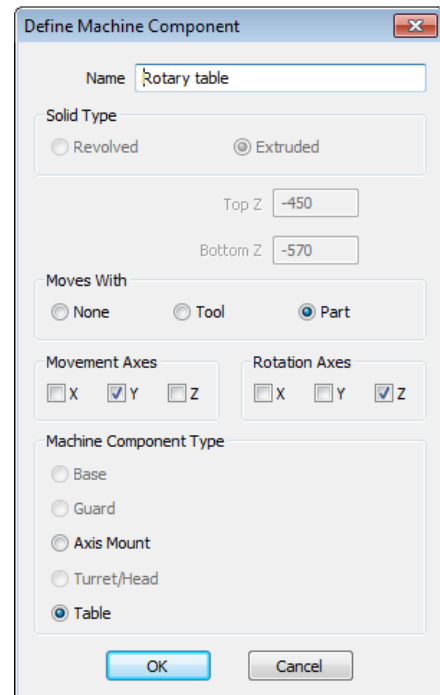 Define Machine Component
Name Rotary table
Solid Type
Revolved Extruded
Top Z -450
Bottom Z -570
Moves With
None Tool Part
Movement Axes Rotation Axes
X Y Z X Y Z
Machine Component Type
Base
Guard
Axis Mount
Turret/Head
Table
OK Cancel